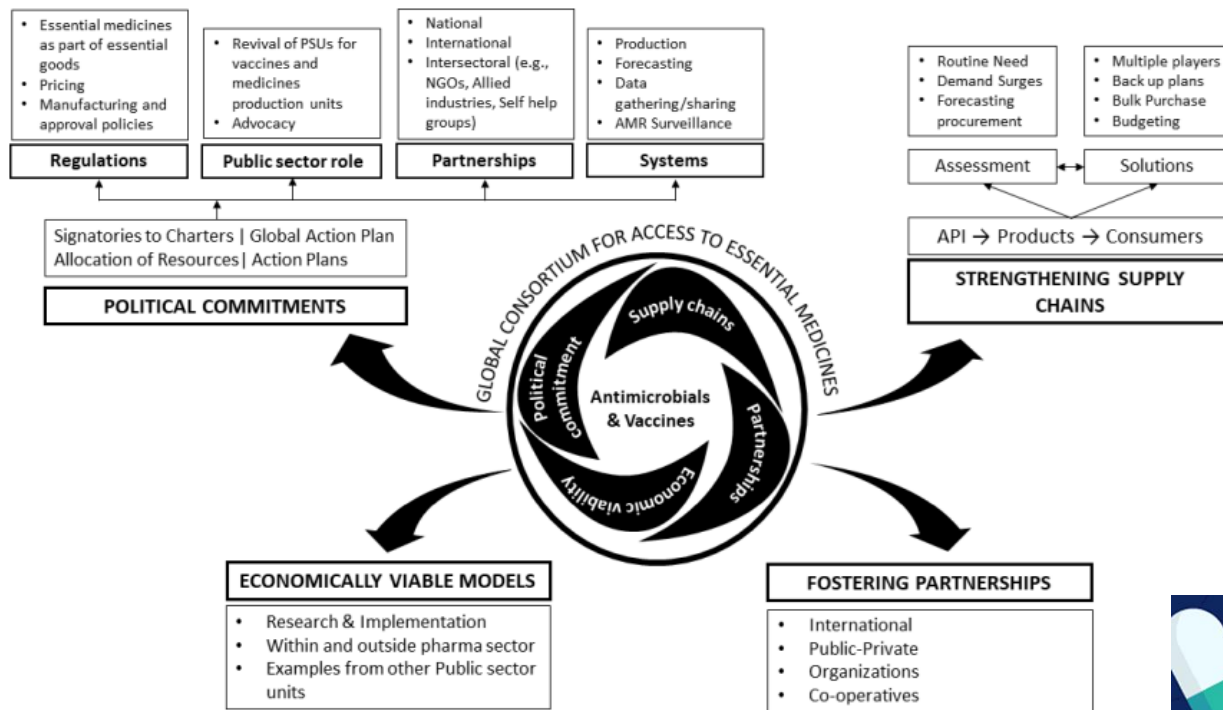 • Essential medicines
as part of essential
goods
• Pricing
• Manufacturing and
approval policies
Regulations
• Revival of PSUs for
vaccines and
medicines
production units
• Advocacy
Public sector role
• National
• International
• Intersectoral (e.g.,
NGOs, Allied
industries, Self help
groups)
Partnerships
• Production
• Forecasting
• Data
gathering/sharing
• AMR Surveillance
Systems
Signatories to Charters | Global Action Plan
Allocation of Resources| Action Plans
POLITICAL COMMITMENTS
• Routine Need
• Demand Surges
• Forecasting
procurement
Assessment
• Multiple players
• Back up plans
• Bulk Purchase
• Budgeting
Solutions
API → Products → Consumers
STRENGTHENING SUPPLY
CHAINS
GLOBAL CONSORTIUM FOR ACCESS TO ESSENTIAL MEDICINES
Supply chains
Political
commitment
Antimicrobials
& Vaccines
Partnerships
Economic viability
ECONOMICALLY VIABLE MODELS
• Research & Implementation
• Within and outside pharma sector
• Examples from other Public sector
units
FOSTERING PARTNERSHIPS
• International
• Public-Private
• Organizations
• Co-operatives